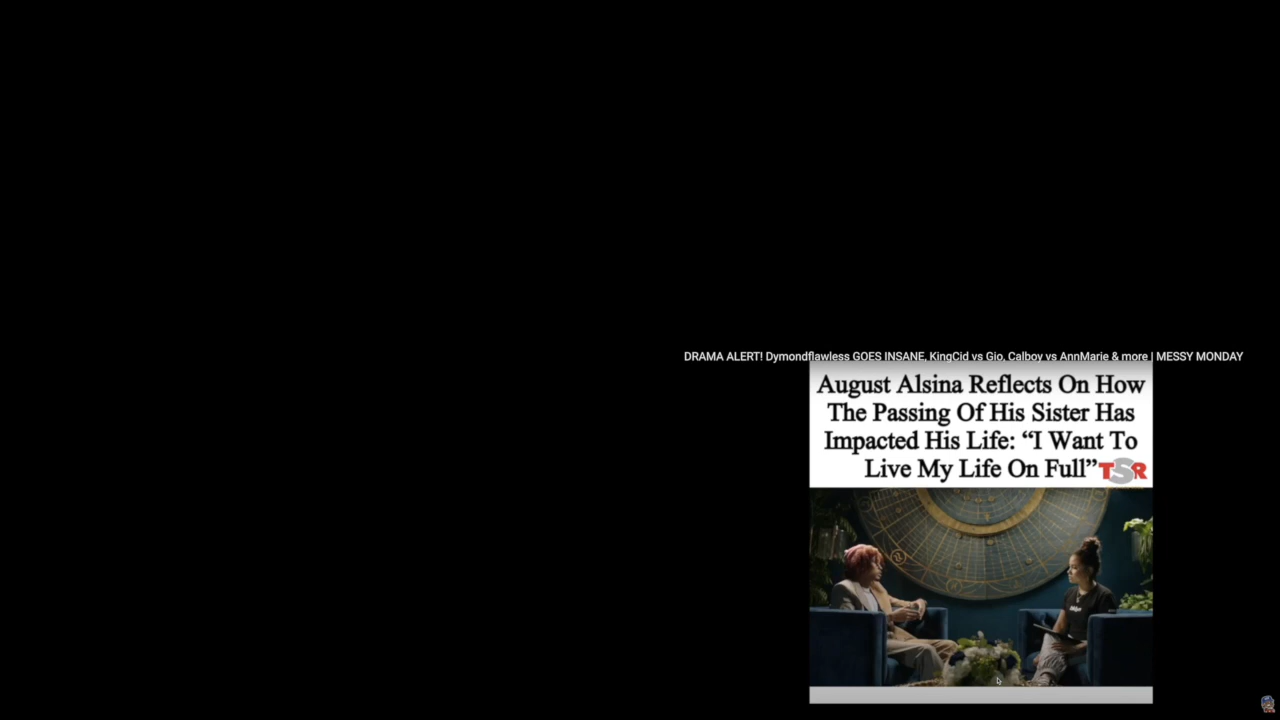 DRAMA ALERT! Dymondflawless GOES INSANE, KingCid vs Gio, Calboy vs AnnMarie & more | MESSY MONDAY
August Alsina Reflects On How
The Passing Of His Sister Has
Impacted His Life: “I Want To
Live My Life On Full”
TSR